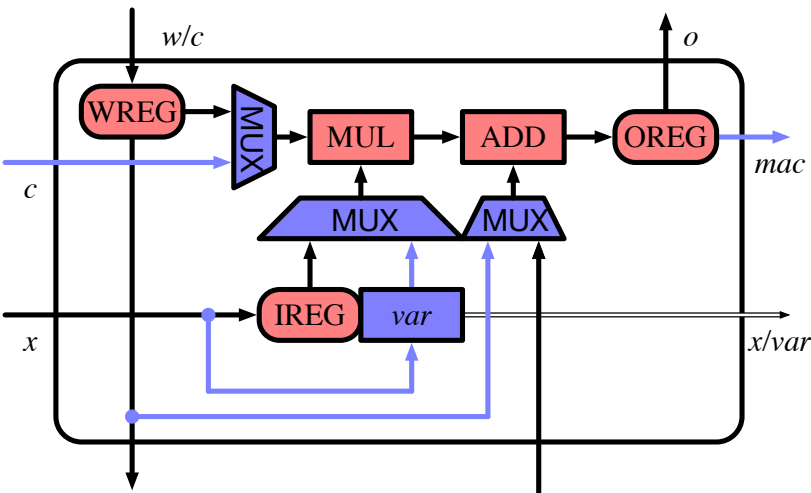 w/c
o
WREG
MUX
MUL
ADD
OREG
c
mac
MUX
MUX
IREG
var
x
x/var